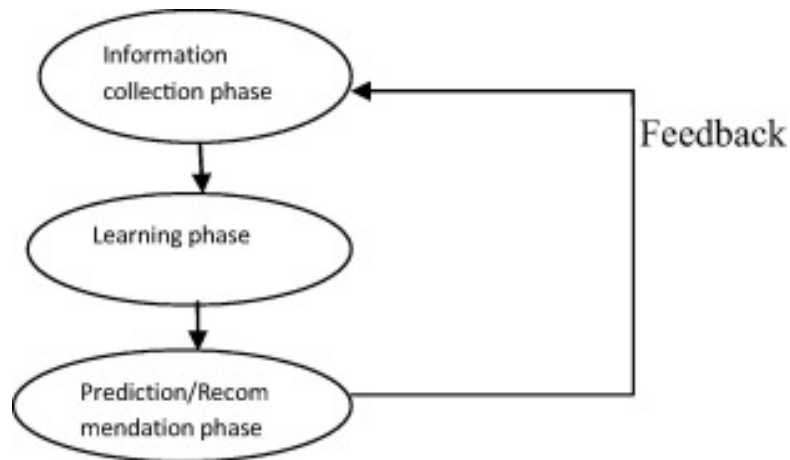 Information
collection phase
Feedback
Learning phase
Prediction/Recom
mendation phase